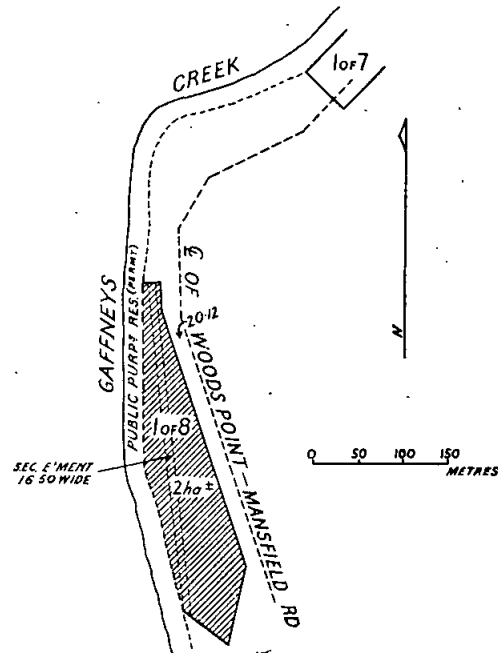 CREEK
1 OF 7
GAFFNEYS
PUBLIC PURPS. RES. (PERMT)
℄ OF
WOODS POINT - MANSFIELD RD
20·12
N
1 OF 8
2ha ±
SEC. E'MENT
16 50 WIDE
0 50 100 150
METRES